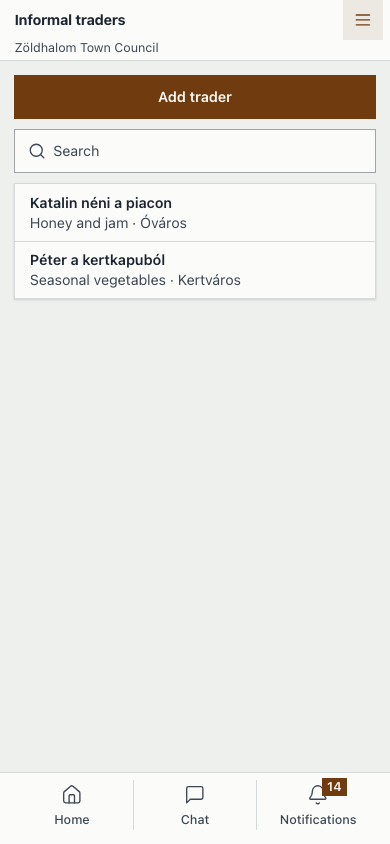 Informal traders
Zöldhalom Town Council
Add trader
Search
Katalin néni a piacon
Honey and jam · Óváros
Péter a kertkapuból
Seasonal vegetables · Kertváros
14
Home
Chat
Notifications